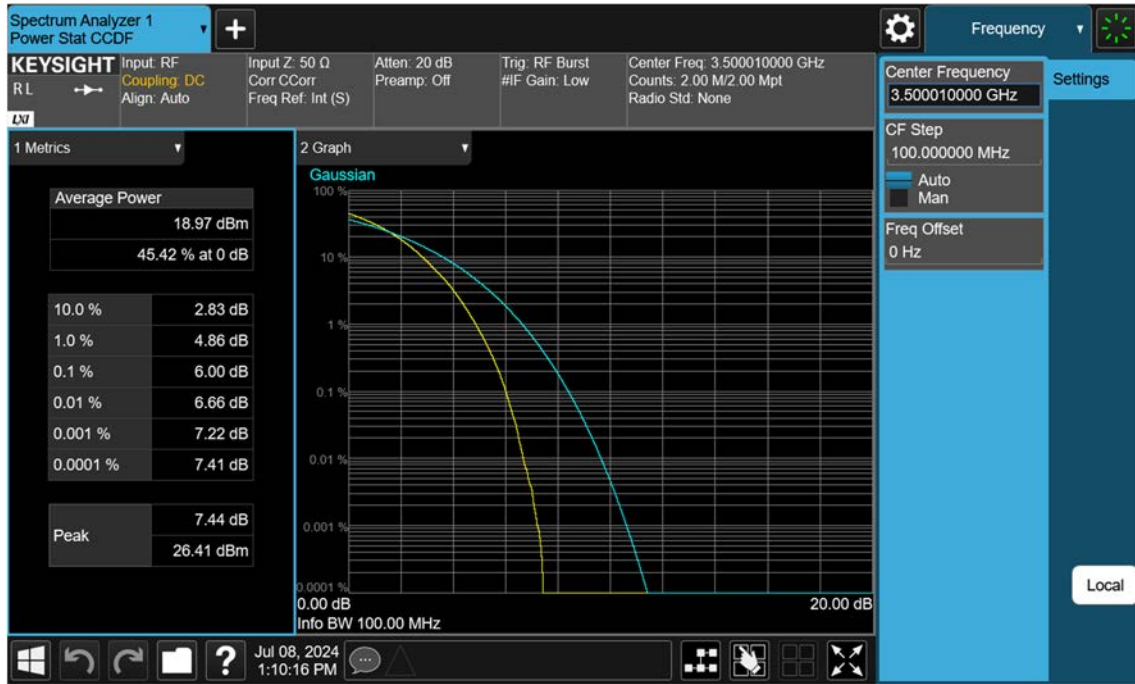 Spectrum Analyzer 1
Power Stat CCDF
Frequency
KEYSIGHT
R L
LXI
Input: RF
Coupling: DC
Align: Auto
Input Z: 50 Ω
Corr CCorr
Freq Ref: Int (S)
Atten: 20 dB
Preamp: Off
Trig: RF Burst
#IF Gain: Low
Center Freq: 3.500010000 GHz
Counts: 2.00 M/2.00 Mpt
Radio Std: None
Center Frequency
3.500010000 GHz
Settings
CF Step
100.000000 MHz
Auto
Man
Freq Offset
0 Hz
1 Metrics
Average Power
18.97 dBm
45.42 % at 0 dB
10.0 % 2.83 dB
1.0 % 4.86 dB
0.1 % 6.00 dB
0.01 % 6.66 dB
0.001 % 7.22 dB
0.0001 % 7.41 dB
Peak
7.44 dB
26.41 dBm
2 Graph
Gaussian
100 %
10 %
1 %
0.1 %
0.01 %
0.001 %
0.0001 %
0.00 dB 20.00 dB
Info BW 100.00 MHz
Local
?
Jul 08, 2024
1:10:16 PM